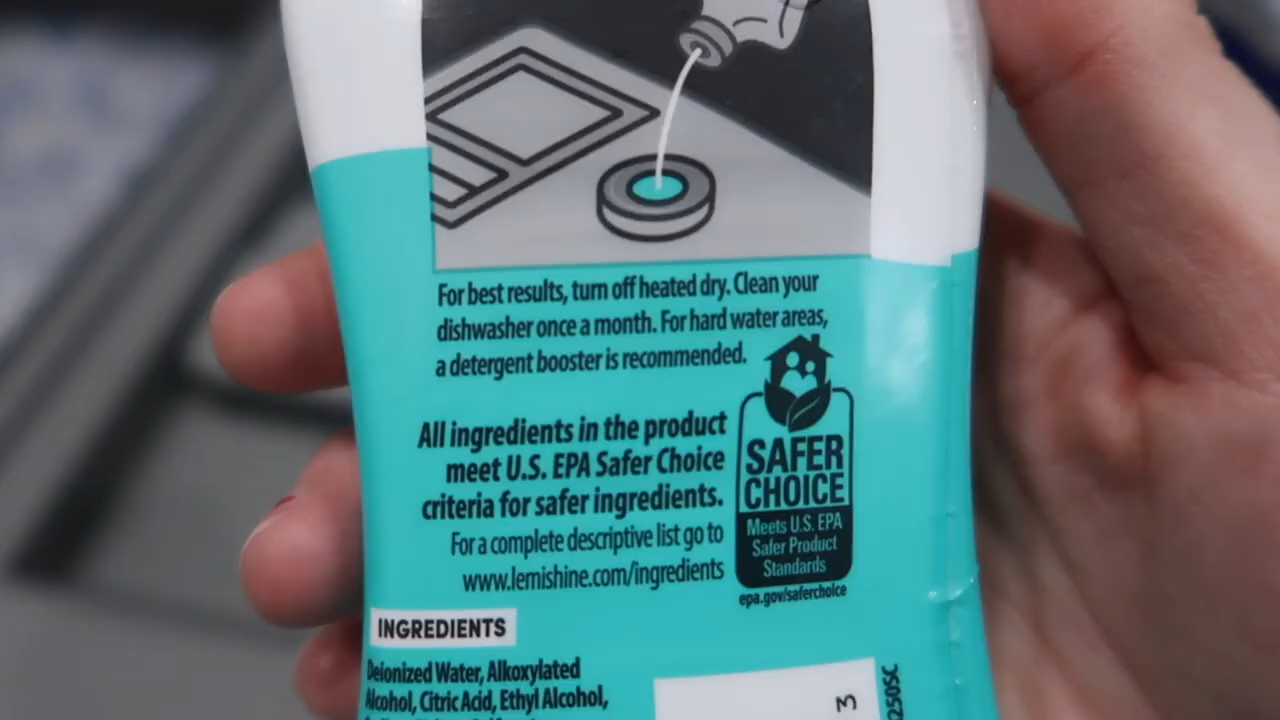 For best results, turn off heated dry. Clean your
dishwasher once a month. For hard water areas,
a detergent booster is recommended.
All ingredients in the product
meet U.S. EPA Safer Choice
criteria for safer ingredients.
For a complete descriptive list go to
www.lemishine.com/ingredients
SAFER
CHOICE
Meets U.S. EPA
Safer Product
Standards
epa.gov/saferchoice
INGREDIENTS
Deionized Water, Alkoxylated
Alcohol, Citric Acid, Ethyl Alcohol,
3